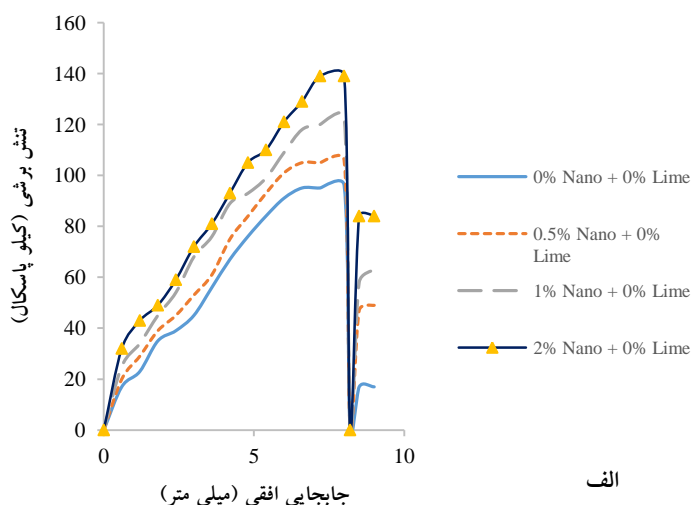 تنش برشی (کیلو پاسکال)
160
140
120
100
80
60
40
20
0
0
5
10
جابجایی افقی (میلی متر)
0% Nano + 0% Lime
0.5% Nano + 0%
Lime
1% Nano + 0% Lime
2% Nano + 0% Lime
الف